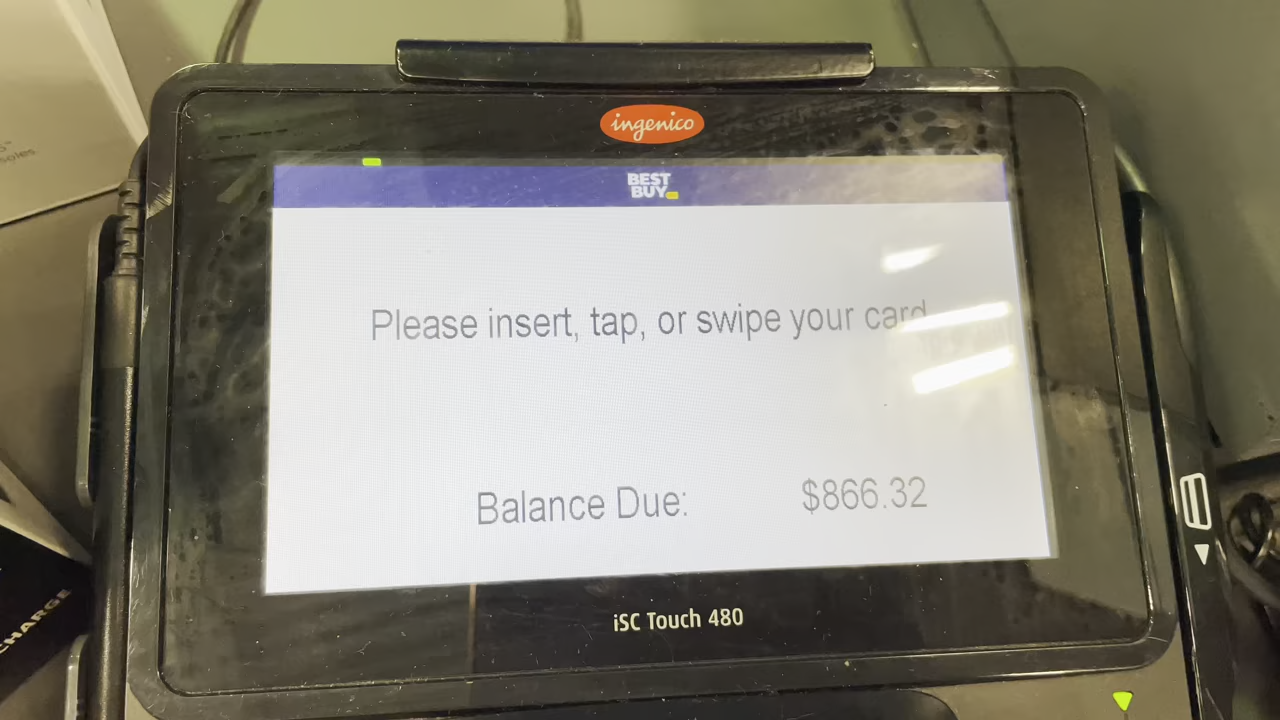 ingenico
BEST
BUY
Please insert, tap, or swipe your card
Balance Due: $866.32
iSC Touch 480
CHARGE